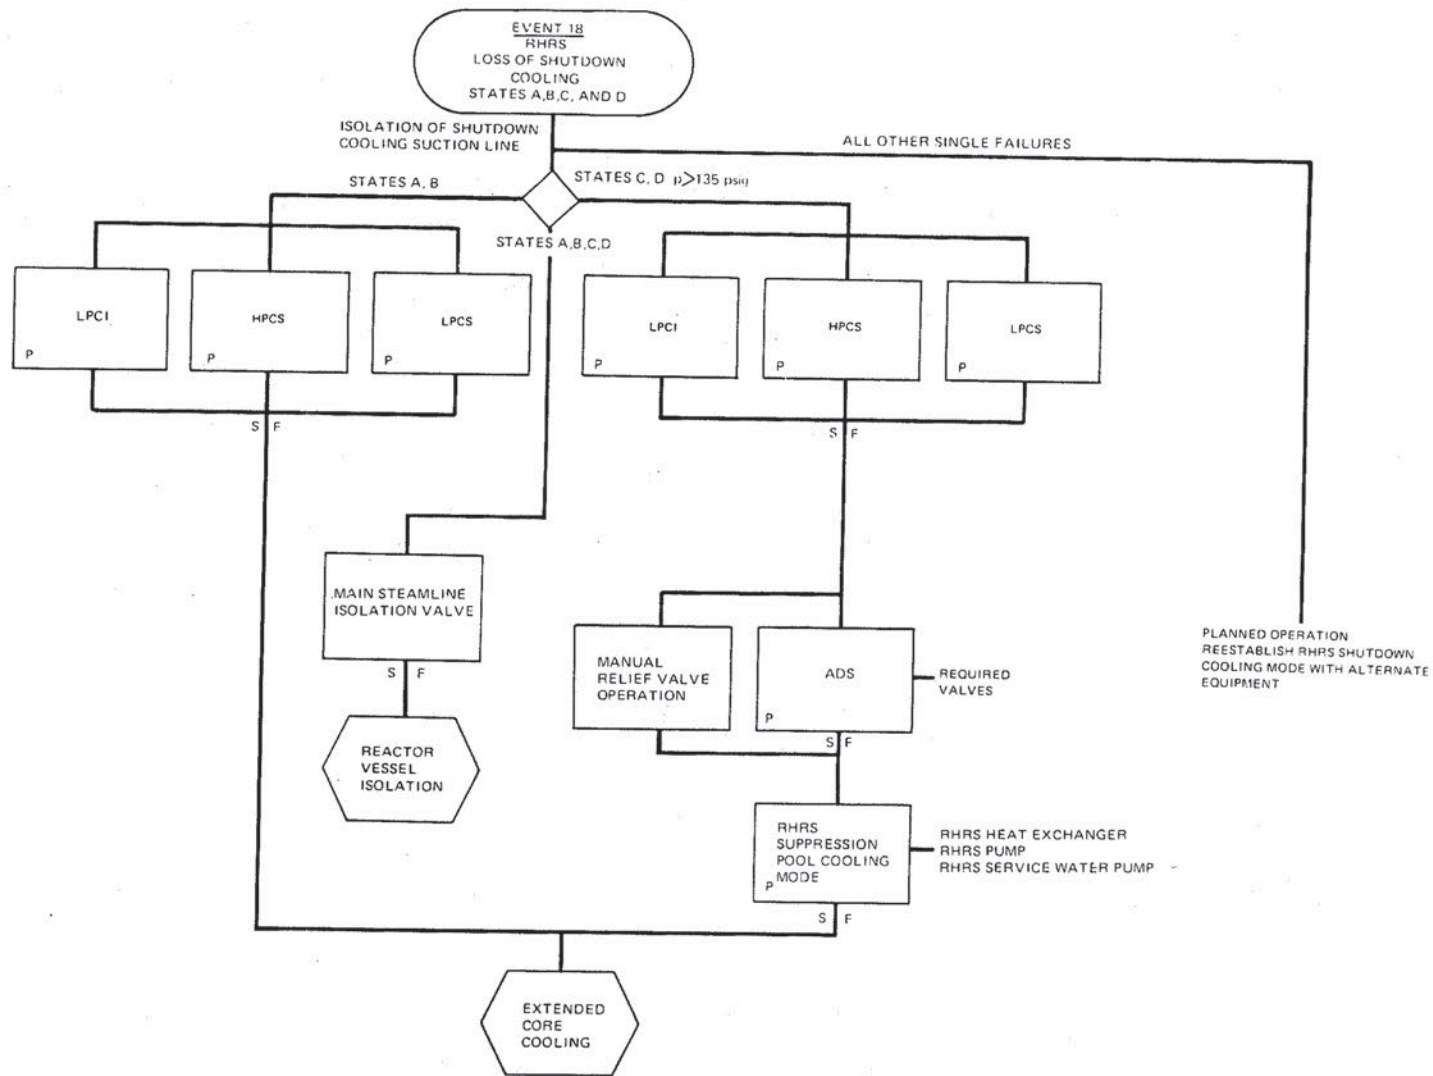 EVENT 18
RHRS
LOSS OF SHUTDOWN
COOLING
STATES A,B,C, AND D
ISOLATION OF SHUTDOWN
COOLING SUCTION LINE
ALL OTHER SINGLE FAILURES
STATES A, B
STATES C, D p>135 psig
STATES A,B,C,D
LPCI
P
HPCS
P
LPCS
P
S F
LPCI
P
HPCS
P
LPCS
P
S F
MAIN STEAMLINE
ISOLATION VALVE
S F
REACTOR
VESSEL
ISOLATION
MANUAL
RELIEF VALVE
OPERATION
ADS
P
S F
REQUIRED
VALVES
PLANNED OPERATION
REESTABLISH RHRS SHUTDOWN
COOLING MODE WITH ALTERNATE
EQUIPMENT
RHRS
SUPPRESSION
POOL COOLING
MODE
P
S F
RHRS HEAT EXCHANGER
RHRS PUMP
RHRS SERVICE WATER PUMP
EXTENDED
CORE
COOLING